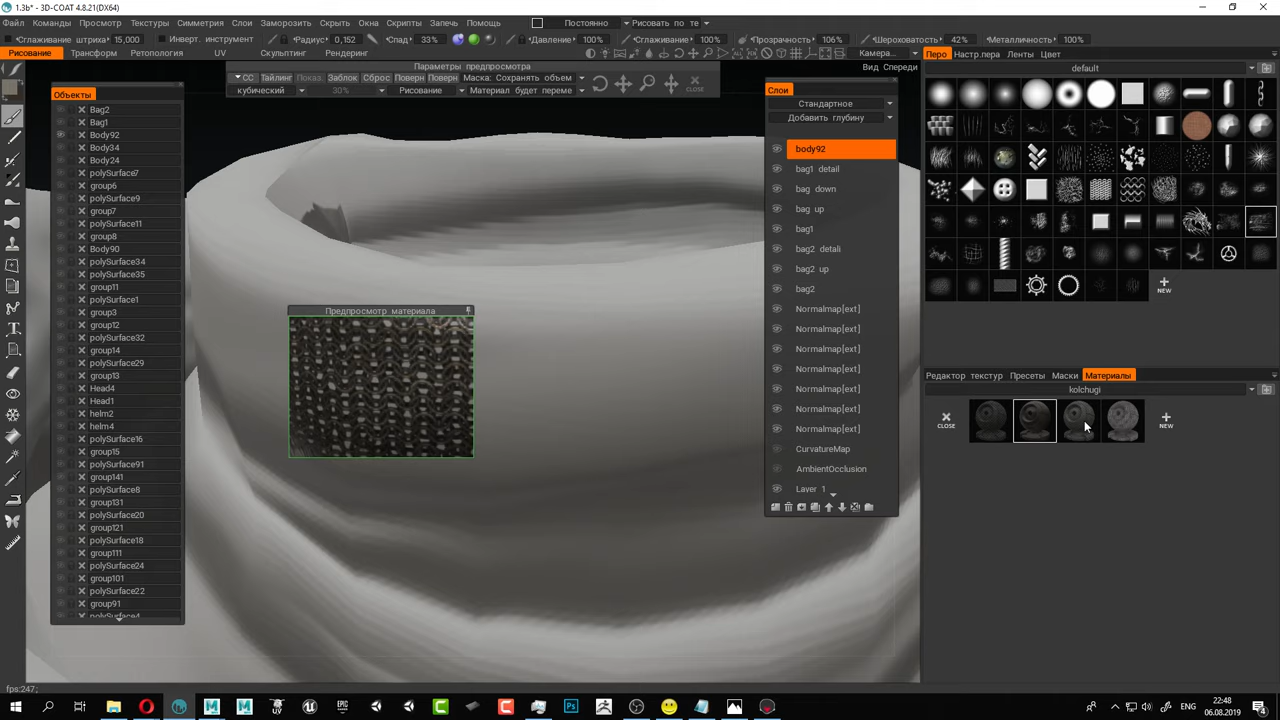 1.3b* - 3D-COAT 4.8.21(DX64)
Файл Команды Просмотр Текстуры Симметрия Слои Заморозить Скрыть Окна Скрипты Запечь Помощь Постоянно Рисовать по те
Сглаживание штриха 15,000 Инверт. инструмент Радиус 0,152 Спад 33% Давление 100% Сглаживание 100% Прозрачность 106% Шероховатость 42% Металличность 100%
Рисование Трансформ Ретопология UV Скульптинг Рендеринг Камера...
Перо Настр.пера Ленты Цвет
Параметры предпросмотра
Вид Спереди
default
СС Тайлинг Показ. Заблок Сброс Поверн Поверн Маска: Сохранять объем
кубический 30% Рисование Материал будет переме
CLOSE
Объекты
Bag2
Bag1
Body92
Body34
Body24
polySurface7
group6
polySurface9
group7
polySurface11
group8
Body90
polySurface34
polySurface35
group11
polySurface1
group3
group12
polySurface32
group14
polySurface29
group13
Head4
Head1
helm2
helm4
polySurface16
group15
polySurface91
group141
polySurface8
group131
polySurface20
group121
polySurface18
group111
polySurface24
group101
polySurface22
group91
polySurface4
Предпросмотр материала
Слои
Стандартное
Добавить глубину
body92
bag1 detail
bag down
bag up
bag1
bag2 detali
bag2 up
bag2
Normalmap[ext]
Normalmap[ext]
Normalmap[ext]
Normalmap[ext]
Normalmap[ext]
Normalmap[ext]
Normalmap[ext]
CurvatureMap
AmbientOcclusion
Layer 1
NEW
Редактор текстур Пресеты Маски Материалы
kolchugi
CLOSE
NEW
fps:247;
ENG
22:48
06.08.2019